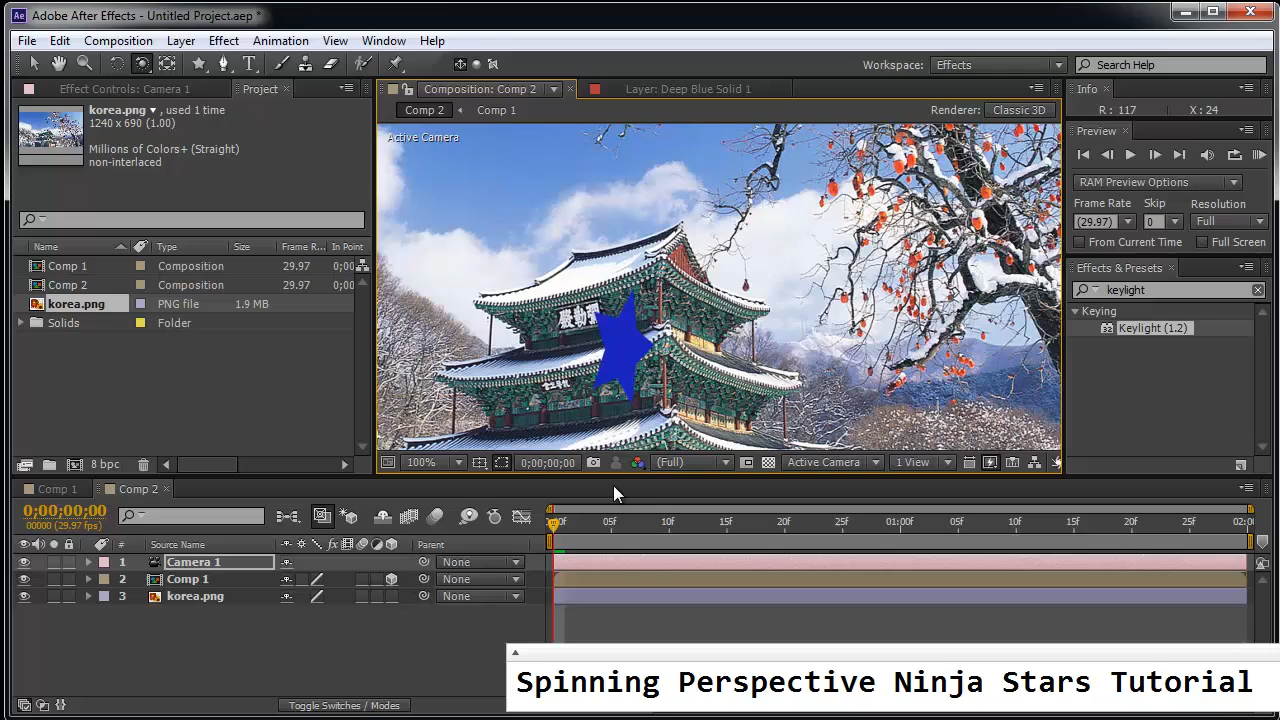 Adobe After Effects - Untitled Project.aep *
File Edit Composition Layer Effect Animation View Window Help
Workspace: Effects Search Help
Effect Controls: Camera 1 Project
korea.png , used 1 time
1240 x 690 (1.00)
Millions of Colors+ (Straight)
non-interlaced
Name Type Size Frame R... In Point
Comp 1 Composition 29.97 0;00
Comp 2 Composition 29.97 0;00
korea.png PNG file 1.9 MB
Solids Folder
8 bpc
Composition: Comp 2 Layer: Deep Blue Solid 1
Comp 2 Comp 1 Renderer: Classic 3D
Active Camera
100% 0;00;00;00 (Full) Active Camera 1 View
Info
R : 117 X : 24
Preview
RAM Preview Options
Frame Rate Skip Resolution
(29.97) 0 Full
From Current Time Full Screen
Effects & Presets
keylight
Keying
Keylight (1.2)
Comp 1 Comp 2
0;00;00;00
00000 (29.97 fps)
05f 10f 15f 20f 25f 01:00f 05f 10f 15f 20f 25f 02:0
# Source Name Parent
1 Camera 1 None
2 Comp 1 None
3 korea.png None
Toggle Switches / Modes
Spinning Perspective Ninja Stars Tutorial